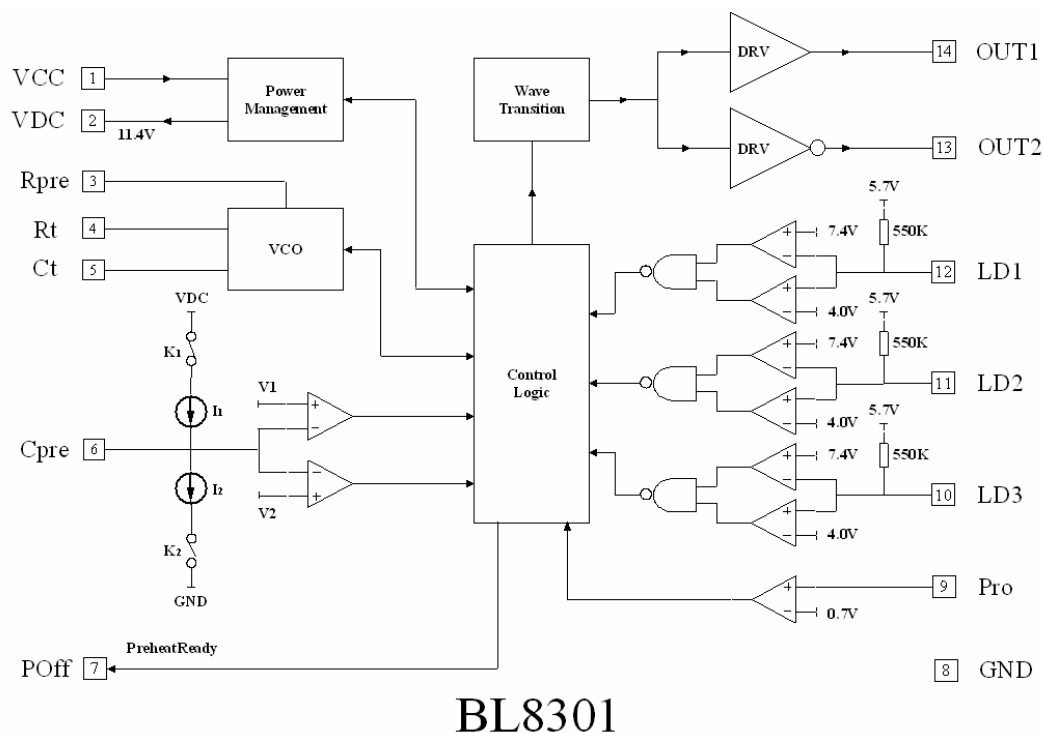 VCC 1
VDC 2
11.4V
Power
Management
Wave
Transition
DRV
14 OUT1
DRV
13 OUT2
Rpre 3
Rt 4
Ct 5
VCO
5.7V
550K
7.4V
12 LD1
4.0V
5.7V
550K
7.4V
11 LD2
4.0V
5.7V
550K
7.4V
10 LD3
4.0V
VDC
K1
I1
Cpre 6
I2
K2
GND
V1
+
−
−
+
V2
Control
Logic
+
−
+
−
+
−
+
−
+
−
+
−
+
−
9 Pro
0.7V
POff 7
PreheatReady
8 GND
BL8301